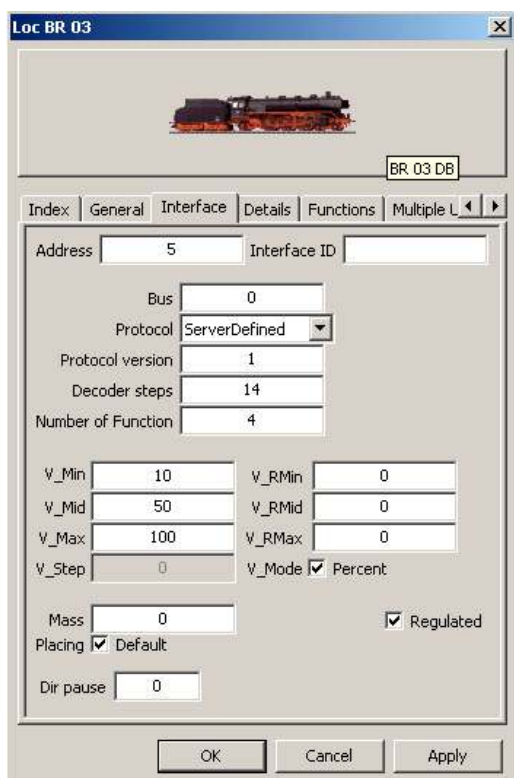 Loc BR 03
BR 03 DB
Index General Interface Details Functions Multiple U
Address 5 Interface ID
Bus 0
Protocol ServerDefined
Protocol version 1
Decoder steps 14
Number of Function 4
V_Min 10 V_RMin 0
V_Mid 50 V_RMid 0
V_Max 100 V_RMax 0
V_Step 0 V_Mode Percent
Mass 0 Regulated
Placing Default
Dir pause 0
OK Cancel Apply